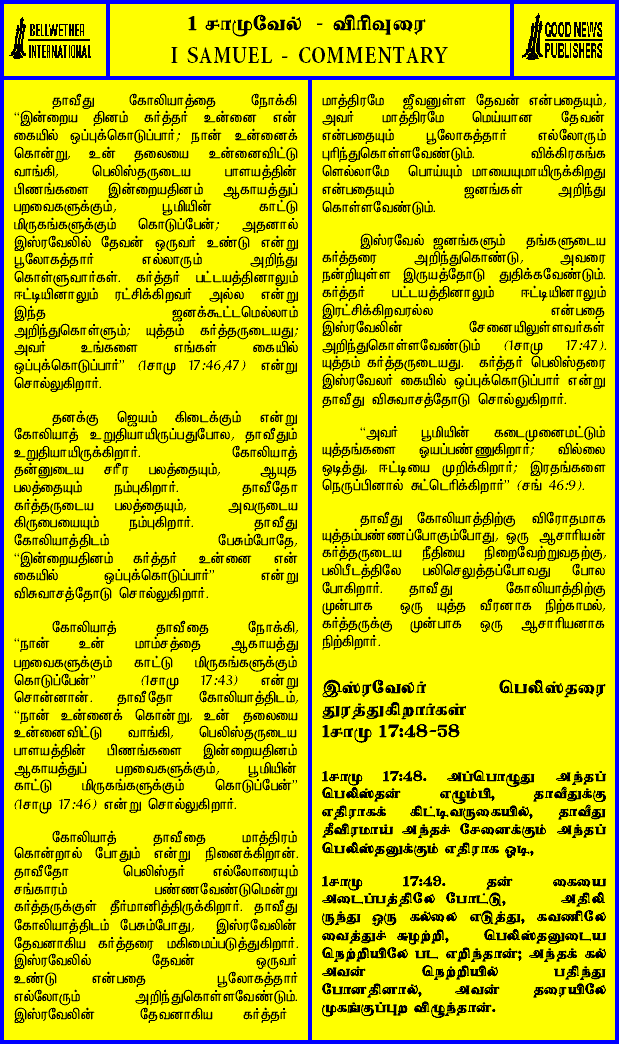 BELLWETHER
INTERNATIONAL
1 சாமுவேல் - விரிவுரை
I SAMUEL - COMMENTARY
GOOD NEWS
PUBLISHERS
தாவீது கோலியாத்தை நோக்கி
“இன்றைய தினம் கர்த்தர் உன்னை என்
கையில் ஒப்புக்கொடுப்பார்; நான் உன்னைக்
கொன்று, உன் தலையை உன்னைவிட்டு
வாங்கி, பெலிஸ்தருடைய பாளயத்தின்
பிணங்களை இன்றையதினம் ஆகாயத்துப்
பறவைகளுக்கும், பூமியின் காட்டு
மிருகங்களுக்கும் கொடுப்பேன்; அதனால்
இஸ்ரவேலில் தேவன் ஒருவர் உண்டு என்று
பூலோகத்தார் எல்லாரும் அறிந்து
கொள்ளுவார்கள். கர்த்தர் பட்டயத்தினாலும்
ஈட்டியினாலும் ரட்சிக்கிறவர் அல்ல என்று
இந்த ஜனக்கூட்டமெல்லாம்
அறிந்துகொள்ளும்; யுத்தம் கர்த்தருடையது;
அவர் உங்களை எங்கள் கையில்
ஒப்புக்கொடுப்பார்” (1சாமு 17:46,47) என்று
சொல்லுகிறார்.
தனக்கு ஜெயம் கிடைக்கும் என்று
கோலியாத் உறுதியாயிருப்பதுபோல, தாவீதும்
உறுதியாயிருக்கிறார். கோலியாத்
தன்னுடைய சரீர பலத்தையும், ஆயுத
பலத்தையும் நம்புகிறார். தாவீதோ
கர்த்தருடைய பலத்தையும், அவருடைய
கிருபையையும் நம்புகிறார். தாவீது
கோலியாத்திடம் பேசும்போதே,
“இன்றையதினம் கர்த்தர் உன்னை என்
கையில் ஒப்புக்கொடுப்பார்” என்று
விசுவாசத்தோடு சொல்லுகிறார்.
கோலியாத் தாவீதை நோக்கி,
“நான் உன் மாம்சத்தை ஆகாயத்து
பறவைகளுக்கும் காட்டு மிருகங்களுக்கும்
கொடுப்பேன்” (1சாமு 17:43) என்று
சொன்னான். தாவீதோ கோலியாத்திடம்,
“நான் உன்னைக் கொன்று, உன் தலையை
உன்னைவிட்டு வாங்கி, பெலிஸ்தருடைய
பாளயத்தின் பிணங்களை இன்றையதினம்
ஆகாயத்துப் பறவைகளுக்கும், பூமியின்
காட்டு மிருகங்களுக்கும் கொடுப்பேன்”
(1சாமு 17:46) என்று சொல்லுகிறார்.
கோலியாத் தாவீதை மாத்திரம்
கொன்றால் போதும் என்று நினைக்கிறான்.
தாவீதோ பெலிஸ்தர் எல்லோரையும்
சங்காரம் பண்ணவேண்டுமென்று
கர்த்தருக்குள் தீர்மானித்திருக்கிறார். தாவீது
கோலியாத்திடம் பேசும்போது, இஸ்ரவேலின்
தேவனாகிய கர்த்தரை மகிமைப்படுத்துகிறார்.
இஸ்ரவேலில் தேவன் ஒருவர்
உண்டு என்பதை பூலோகத்தார்
எல்லோரும் அறிந்துகொள்ளவேண்டும்.
இஸ்ரவேலின் தேவனாகிய கர்த்தர்
மாத்திரமே ஜீவனுள்ள தேவன் என்பதையும்,
அவர் மாத்திரமே மெய்யான தேவன்
என்பதையும் பூலோகத்தார் எல்லோரும்
புரிந்துகொள்ளவேண்டும். விக்கிரகங்க
ளெல்லாமே பொய்யும் மாயையுமாயிருக்கிறது
என்பதையும் ஜனங்கள் அறிந்து
கொள்ளவேண்டும்.
இஸ்ரவேல் ஜனங்களும் தங்களுடைய
கர்த்தரை அறிந்துகொண்டு, அவரை
நன்றியுள்ள இருயத்தோடு துதிக்கவேண்டும்.
கர்த்தர் பட்டயத்தினாலும் ஈட்டியினாலும்
இரட்சிக்கிறவரல்ல என்பதை
இஸ்ரவேலின் சேனையிலுள்ளவர்கள்
அறிந்துகொள்ளவேண்டும் (1சாமு 17:47).
யுத்தம் கர்த்தருடையது. கர்த்தர் பெலிஸ்தரை
இஸ்ரவேலர் கையில் ஒப்புக்கொடுப்பார் என்று
தாவீது விசுவாசத்தோடு சொல்லுகிறார்.
“அவர் பூமியின் கடைமுனைமட்டும்
யுத்தங்களை ஓயப்பண்ணுகிறார்; வில்லை
ஒடித்து, ஈட்டியை முறிக்கிறார்; இரதங்களை
நெருப்பினால் சுட்டெரிக்கிறார்” (சங் 46:9).
தாவீது கோலியாத்திற்கு விரோதமாக
யுத்தம்பண்ணப்போகும்போது, ஒரு ஆசாரியன்
கர்த்தருடைய நீதியை நிறைவேற்றுவதற்கு,
பலிபீடத்திலே பலிசெலுத்தப்போவது போல
போகிறார். தாவீது கோலியாத்திற்கு
முன்பாக ஒரு யுத்த வீரனாக நிற்காமல்,
கர்த்தருக்கு முன்பாக ஒரு ஆசாரியனாக
நிற்கிறார்.
இஸ்ரவேலர் பெலிஸ்தரை
துரத்துகிறார்கள்
1சாமு 17:48-58
1சாமு 17:48. அப்பொழுது அந்தப்
பெலிஸ்தன் எழும்பி, தாவீதுக்கு
எதிராகக் கிட்டிவருகையில், தாவீது
தீவிரமாய் அந்தச் சேனைக்கும் அந்தப்
பெலிஸ்தனுக்கும் எதிராக ஓடி,
1சாமு 17:49. தன் கையை
அடைப்பத்திலே போட்டு, அதிலி
ருந்து ஒரு கல்லை எடுத்து, கவணிலே
வைத்துச் சுழற்றி, பெலிஸ்தனுடைய
நெற்றியிலே பட எறிந்தான்; அந்தக் கல்
அவன் நெற்றியில் பதிந்து
போனதினால், அவன் தரையிலே
முகங்குப்புற விழுந்தான்.